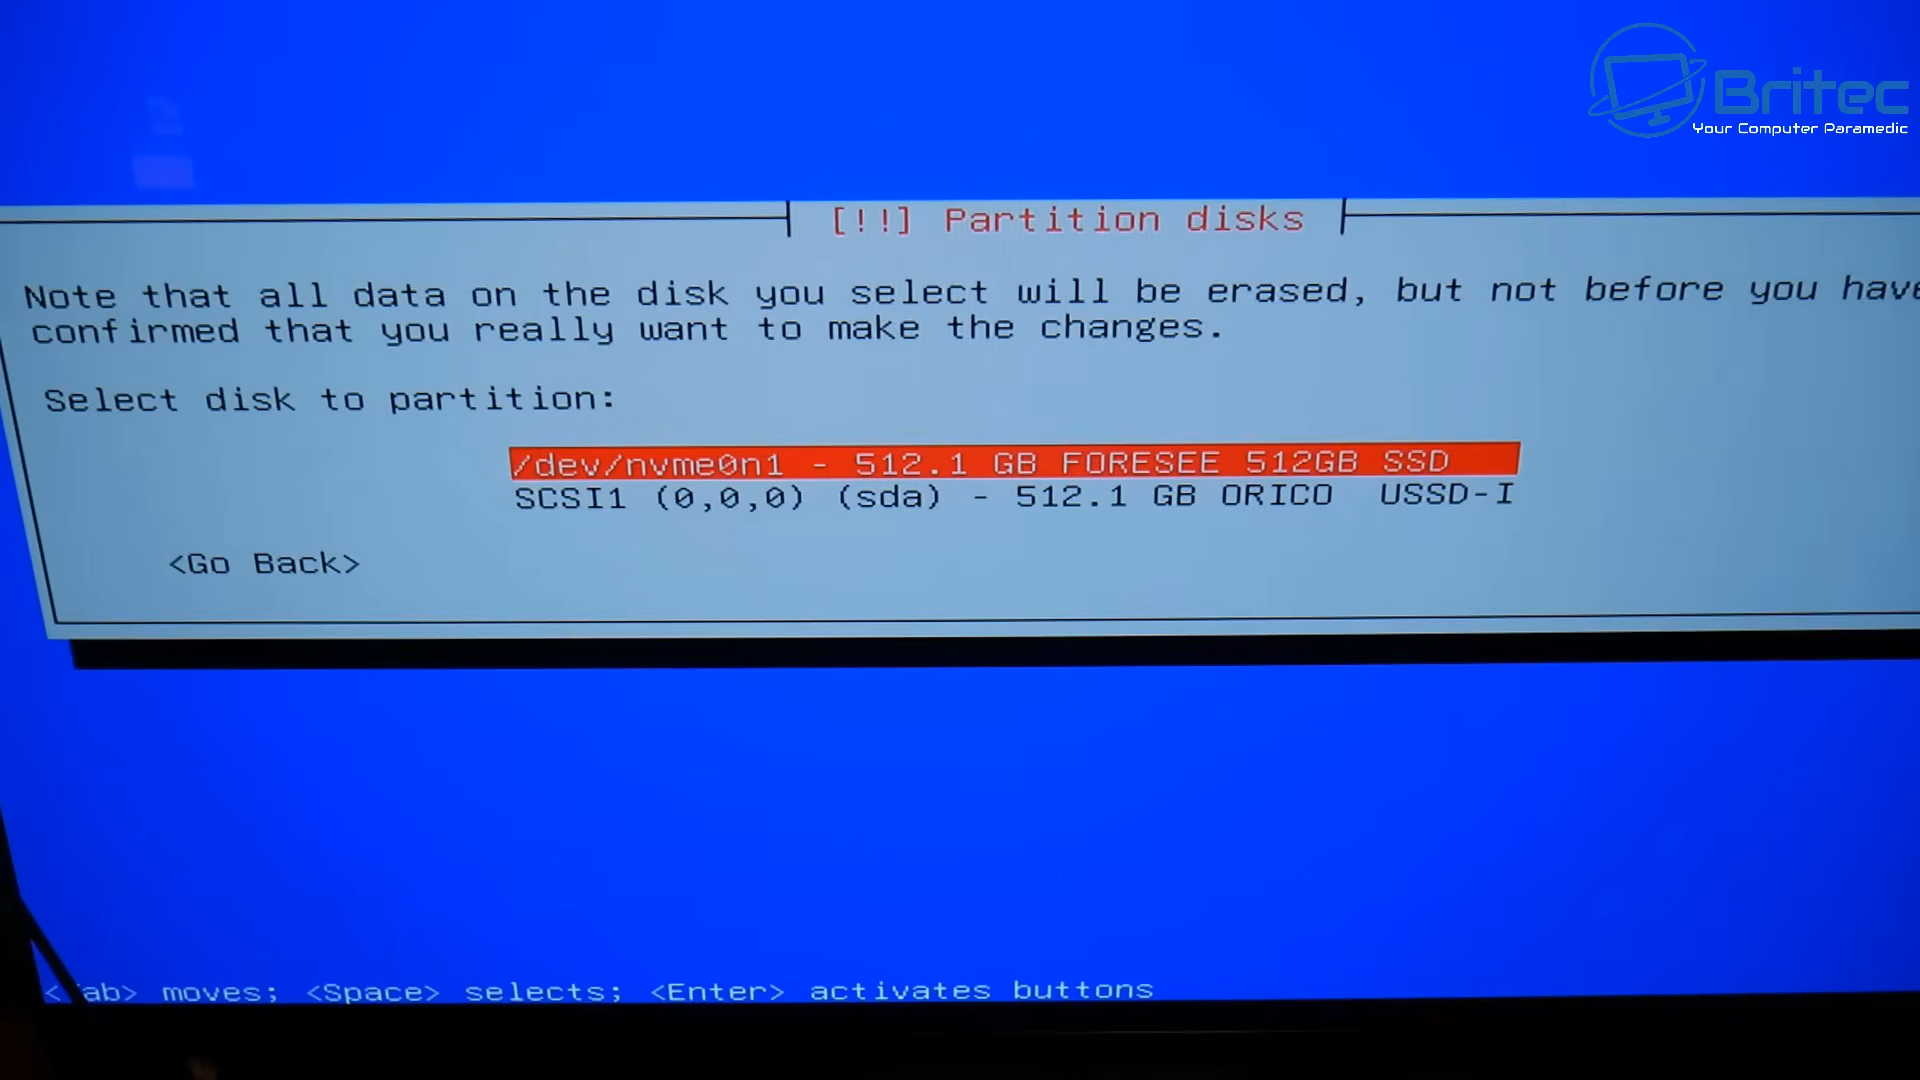 Britec
Your Computer Paramedic
[!!] Partition disks
Note that all data on the disk you select will be erased, but not before you have
confirmed that you really want to make the changes.
Select disk to partition:
/dev/nvme0n1 - 512.1 GB FORESEE 512GB SSD
SCSI1 (0,0,0) (sda) - 512.1 GB ORICO USSD-I
<Go Back>
ab> moves; <Space> selects; <Enter> activates buttons